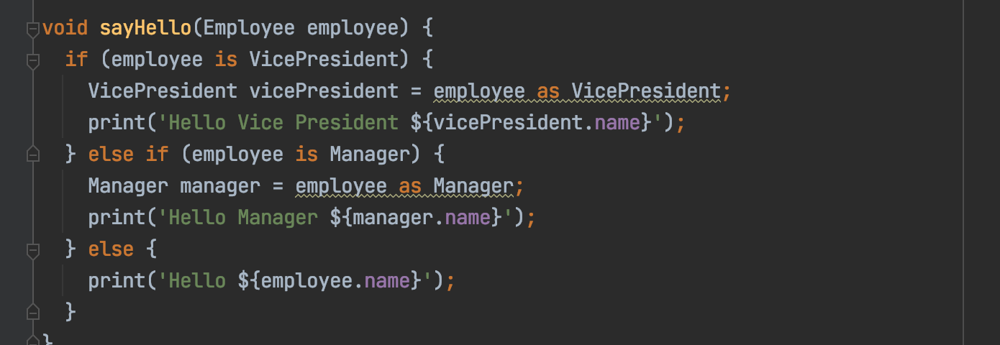 void sayHello(Employee employee) {
  if (employee is VicePresident) {
    VicePresident vicePresident = employee as VicePresident;
    print('Hello Vice President ${vicePresident.name}');
  } else if (employee is Manager) {
    Manager manager = employee as Manager;
    print('Hello Manager ${manager.name}');
  } else {
    print('Hello ${employee.name}');
  }
}